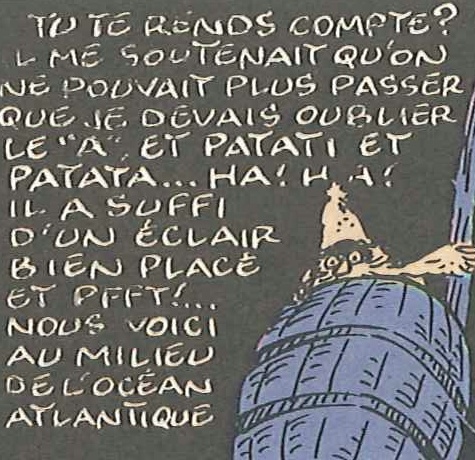 TU TE RENDS COMPTE?
L ME SOUTENAIT QU'ON
NE POUVAIT PLUS PASSER
QUE JE DEVAIS OUBLIER
LE "A", ET PATATI ET
PATATA... HA! HA!
IL A SUFFI
D'UN ÉCLAIR
BIEN PLACÉ
ET PFFT!...
NOUS VOICI
AU MILIEU
DE L'OCÉAN
ATLANTIQUE